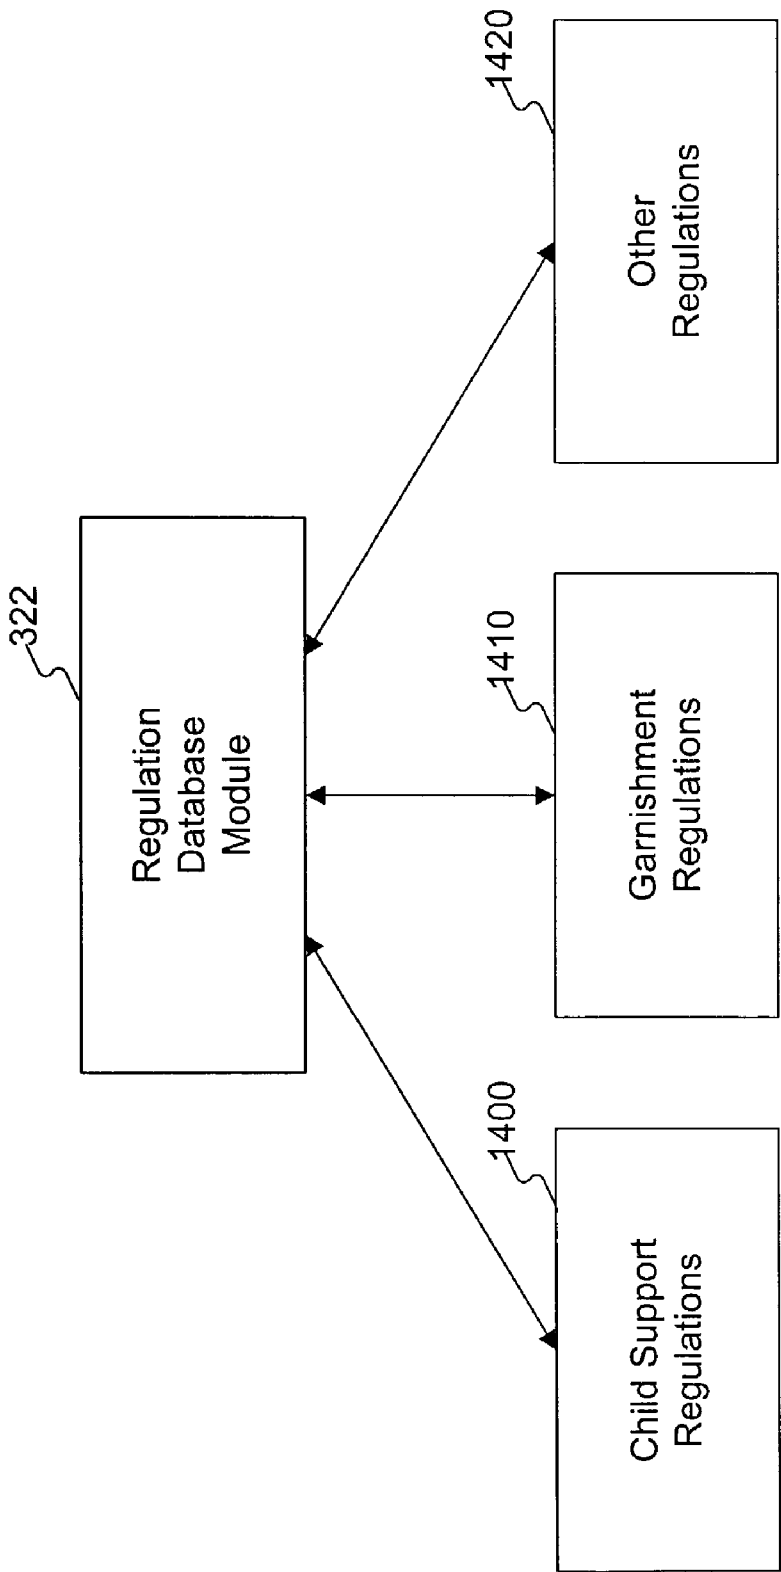 322
Regulation
Database
Module
1400
Child Support
Regulations
1410
Garnishment
Regulations
1420
Other
Regulations